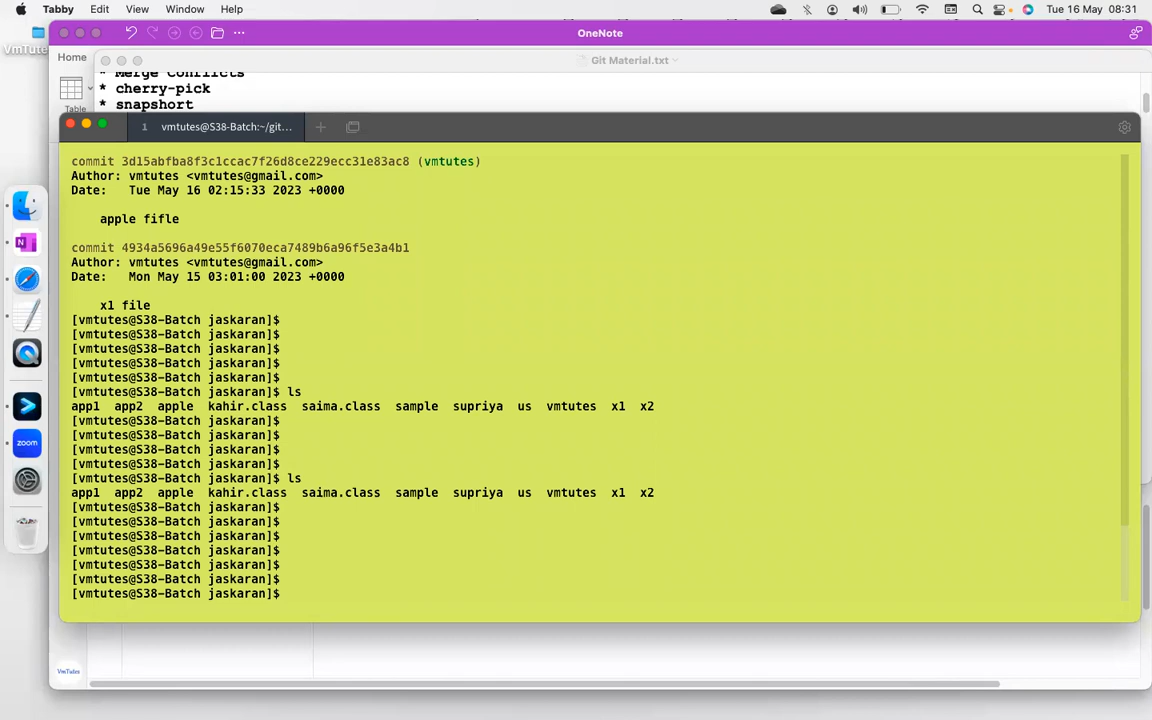 Tabby Edit View Window Help Tue 16 May 08:31
VmTute
OneNote
Home
Git Material.txt
Table
* Merge Conflicts
* cherry-pick
* snapshort
1 vmtutes@S38-Batch:~/git...
commit 3d15abfba8f3c1ccac7f26d8ce229ecc31e83ac8 (vmtutes)
Author: vmtutes <vmtutes@gmail.com>
Date: Tue May 16 02:15:33 2023 +0000
apple fifle
commit 4934a5696a49e55f6070eca7489b6a96f5e3a4b1
Author: vmtutes <vmtutes@gmail.com>
Date: Mon May 15 03:01:00 2023 +0000
x1 file
[vmtutes@S38-Batch jaskaran]$
[vmtutes@S38-Batch jaskaran]$
[vmtutes@S38-Batch jaskaran]$
[vmtutes@S38-Batch jaskaran]$
[vmtutes@S38-Batch jaskaran]$
[vmtutes@S38-Batch jaskaran]$ ls
app1 app2 apple kahir.class saima.class sample supriya us vmtutes x1 x2
[vmtutes@S38-Batch jaskaran]$
[vmtutes@S38-Batch jaskaran]$
[vmtutes@S38-Batch jaskaran]$
[vmtutes@S38-Batch jaskaran]$
[vmtutes@S38-Batch jaskaran]$ ls
app1 app2 apple kahir.class saima.class sample supriya us vmtutes x1 x2
[vmtutes@S38-Batch jaskaran]$
[vmtutes@S38-Batch jaskaran]$
[vmtutes@S38-Batch jaskaran]$
[vmtutes@S38-Batch jaskaran]$
[vmtutes@S38-Batch jaskaran]$
[vmtutes@S38-Batch jaskaran]$
[vmtutes@S38-Batch jaskaran]$
zoom
VmTutes